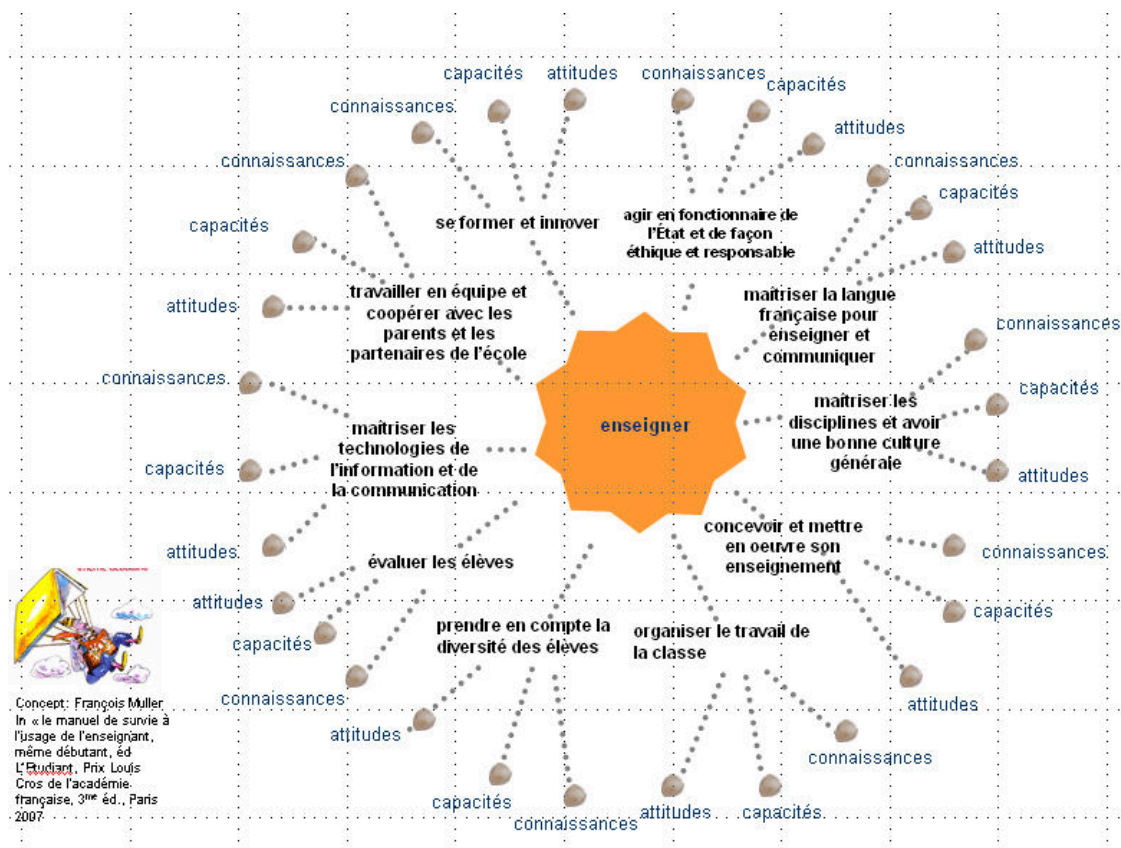 capacités
attitudes
connaissances
capacités
connaissances
attitudes
connaissances
connaissances
capacités
capacités
attitudes
attitudes
se former et innover
agir en fonctionnaire de
l'État et de façon
éthique et responsable
travailler en équipe et
coopérer avec les
parents et les
partenaires de l'école
maîtriser la langue
française pour
enseigner et
communiquer
connaissances
connaissances
capacités
enseigner
maîtriser les
disciplines et avoir
une bonne culture
générale
maîtriser les
technologies de
l'information et de
la communication
capacités
attitudes
attitudes
concevoir et mettre
en oeuvre son
enseignement
connaissances
évaluer les élèves
attitudes
capacités
capacités
prendre en compte la
diversité des élèves
organiser le travail de
la classe
connaissances
attitudes
attitudes
connaissances
capacités
connaissances
attitudes
capacités
Concept: François Muller
In « le manuel de survie à
l'usage de l'enseignant,
même débutant, éd
L'Etudiant, Prix Louis
Cros de l'académie
française, 3me éd., Paris
2007